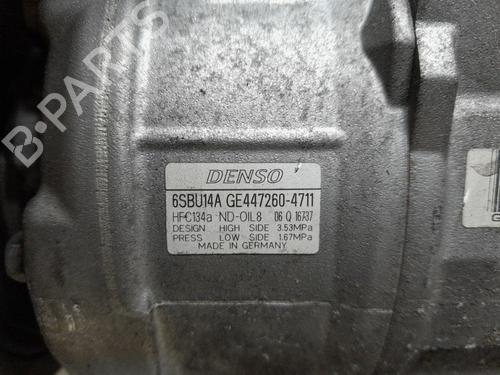 B-PARTS
DENSO
6SBU14A GE447260-4711
HFC134a ND-OIL8 06 Q 16737
DESIGN HIGH SIDE 3.53MPa
PRESS LOW SIDE 1.67MPa
MADE IN GERMANY